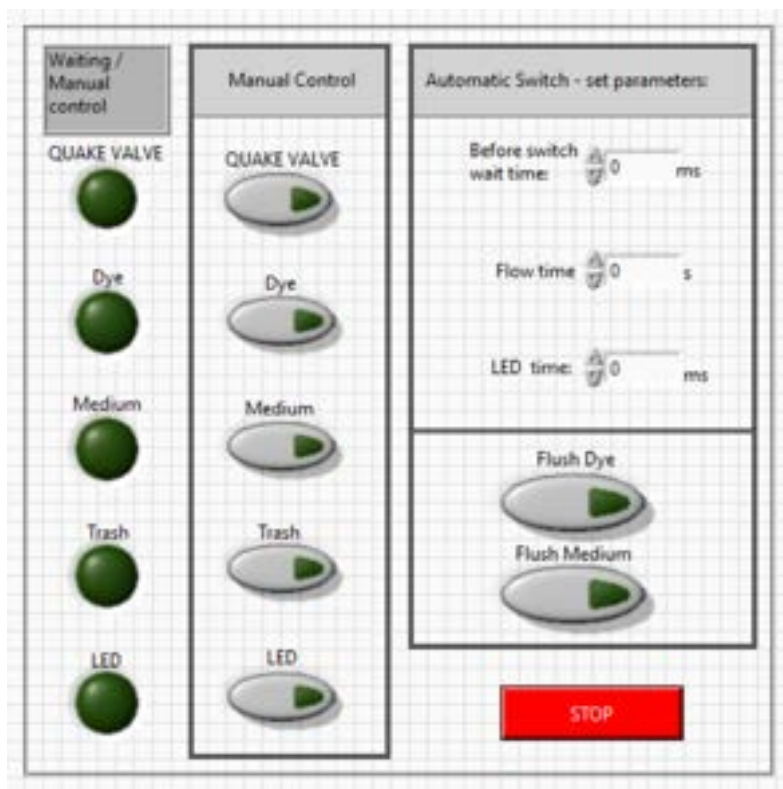 Waiting /
Manual
control
QUAKE VALVE
Dye
Medium
Trash
LED
Manual Control
QUAKE VALVE
Dye
Medium
Trash
LED
Automatic Switch - set parameters:
Before switch
wait time: 0 ms
Flow time 0 s
LED time: 0 ms
Flush Dye
Flush Medium
STOP